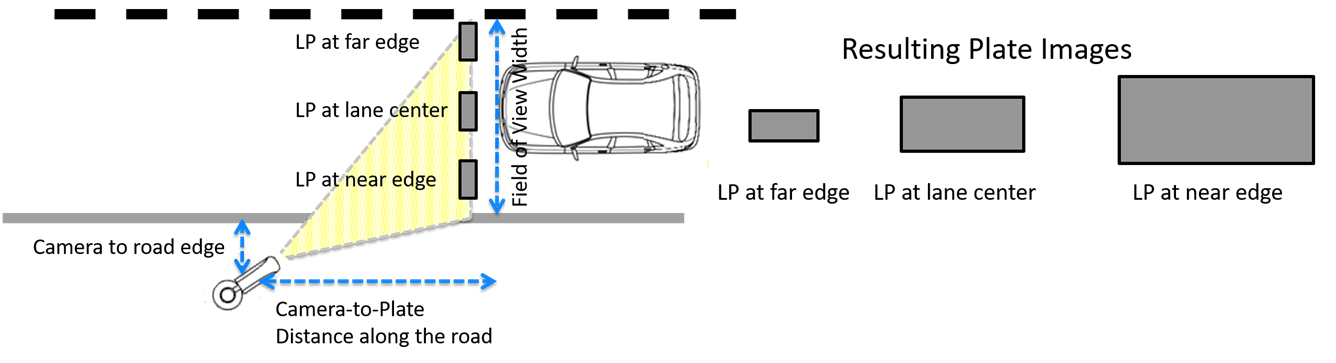 LP at far edge
LP at lane center
LP at near edge
Field of View Width
Camera to road edge
Camera-to-Plate
Distance along the road
Resulting Plate Images
LP at far edge
LP at lane center
LP at near edge